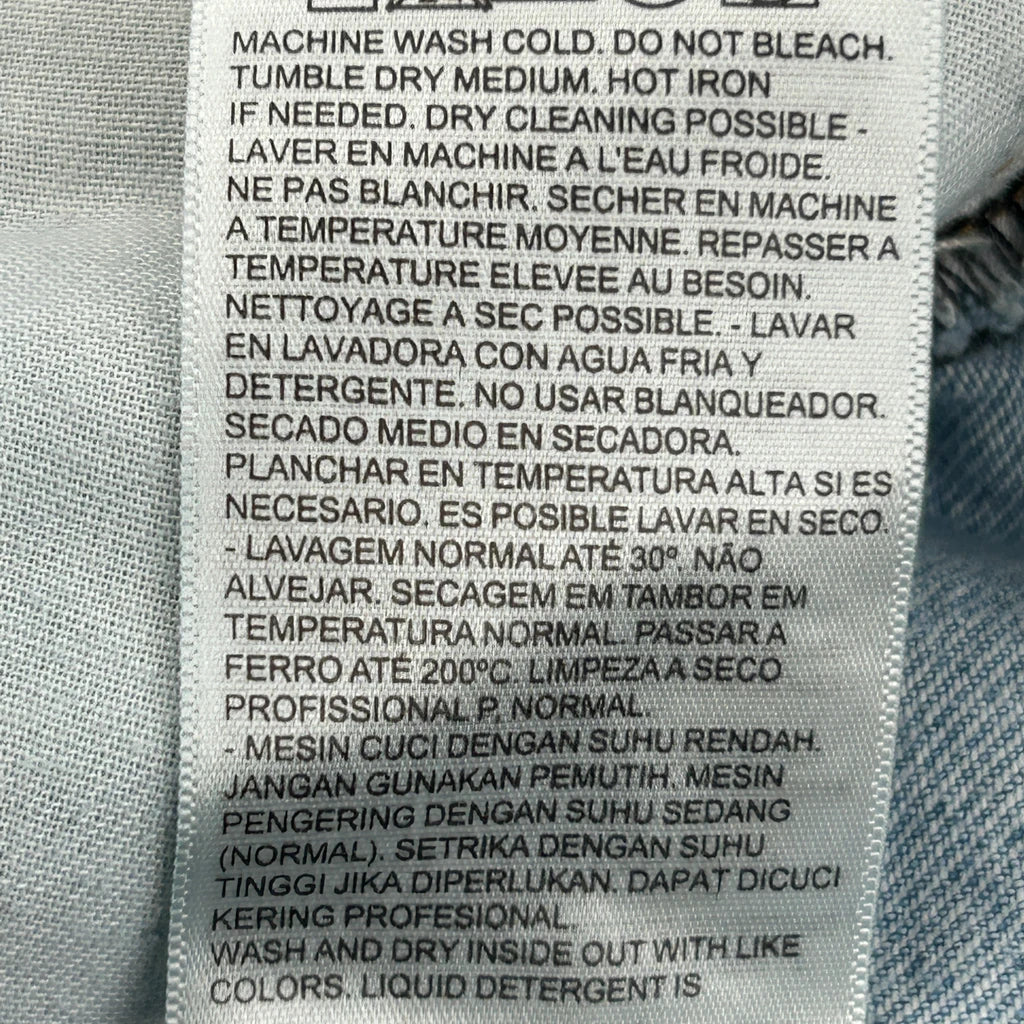 MACHINE WASH COLD. DO NOT BLEACH.
TUMBLE DRY MEDIUM. HOT IRON
IF NEEDED. DRY CLEANING POSSIBLE -
LAVER EN MACHINE A L'EAU FROIDE.
NE PAS BLANCHIR. SECHER EN MACHINE
A TEMPERATURE MOYENNE. REPASSER A
TEMPERATURE ELEVEE AU BESOIN.
NETTOYAGE A SEC POSSIBLE. - LAVAR
EN LAVADORA CON AGUA FRIA Y
DETERGENTE. NO USAR BLANQUEADOR.
SECADO MEDIO EN SECADORA.
PLANCHAR EN TEMPERATURA ALTA SI ES
NECESARIO. ES POSIBLE LAVAR EN SECO.
- LAVAGEM NORMAL ATÉ 30º. NÃO
ALVEJAR. SECAGEM EM TAMBOR EM
TEMPERATURA NORMAL. PASSAR A
FERRO ATÉ 200ºC. LIMPEZA A SECO
PROFISSIONAL P, NORMAL.
- MESIN CUCI DENGAN SUHU RENDAH.
JANGAN GUNAKAN PEMUTIH. MESIN
PENGERING DENGAN SUHU SEDANG
(NORMAL). SETRIKA DENGAN SUHU
TINGGI JIKA DIPERLUKAN. DAPAT DICUCI
KERING PROFESIONAL.
WASH AND DRY INSIDE OUT WITH LIKE
COLORS. LIQUID DETERGENT IS